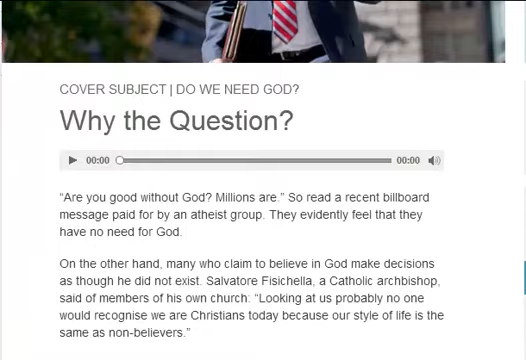 COVER SUBJECT | DO WE NEED GOD?
Why the Question?
00:00 00:00
“Are you good without God? Millions are.” So read a recent billboard
message paid for by an atheist group. They evidently feel that they
have no need for God.
On the other hand, many who claim to believe in God make decisions
as though he did not exist. Salvatore Fisichella, a Catholic archbishop,
said of members of his own church: “Looking at us probably no one
would recognise we are Christians today because our style of life is the
same as non-believers.”